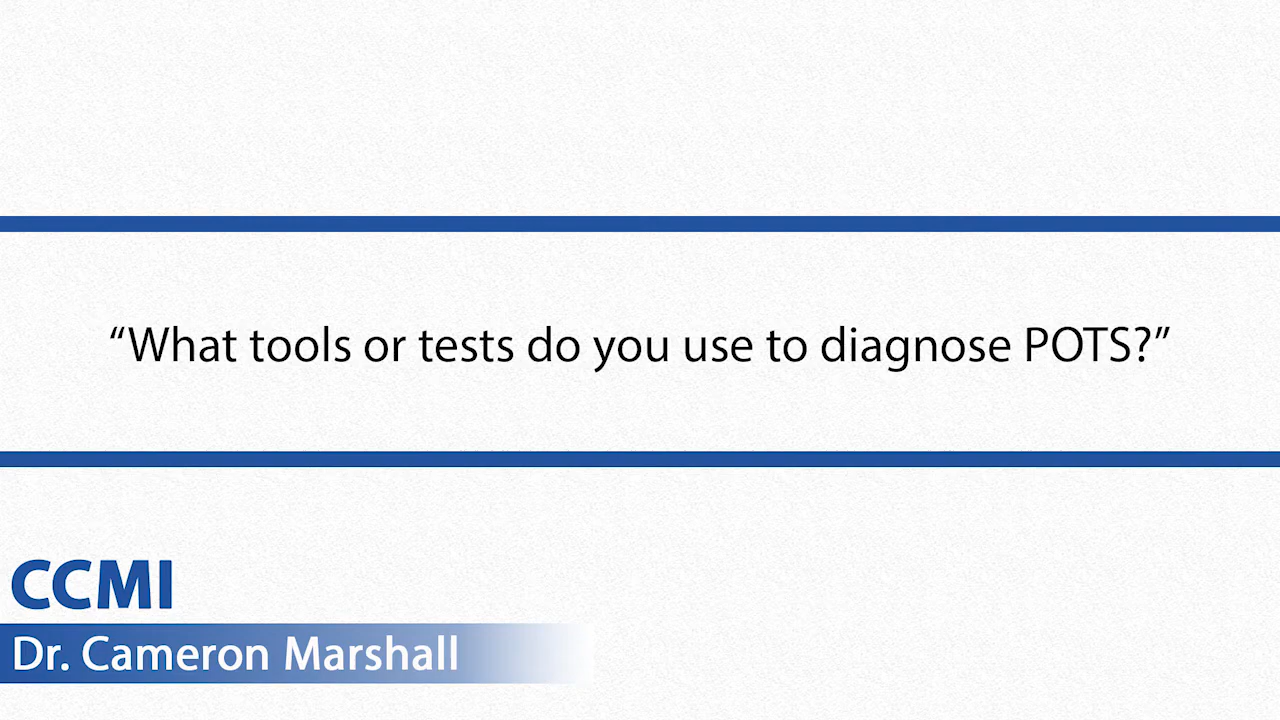 “What tools or tests do you use to diagnose POTS?”
CCMI
Dr. Cameron Marshall